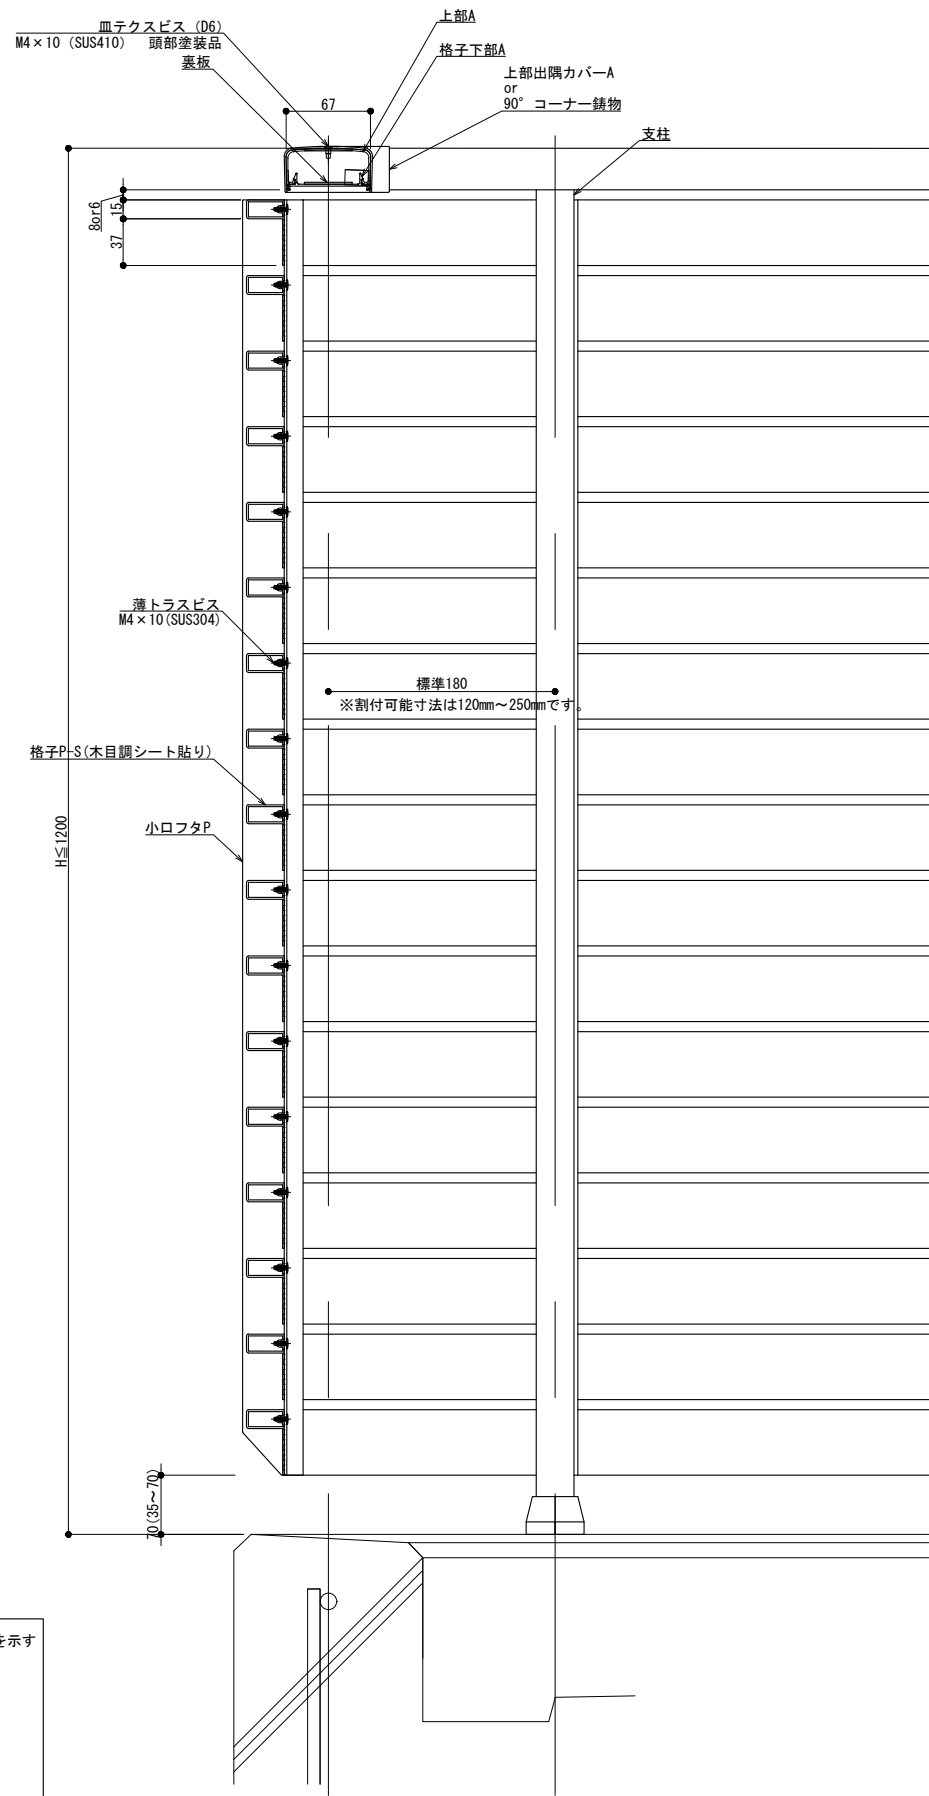 上部A
皿テクスビス (D6)
M4×10 (SUS410)　頭部塗装品
格子下部A
裏板
上部出隅カバーA
or
90°コーナー鋳物
67
支柱
8or6
15
37
薄トラスビス
M4×10(SUS304)
標準180
※割付可能寸法は120mm～250mmです。
格子P-S(木目調シート貼り)
小口フタP
H≦1200
70(35～70)
を示す